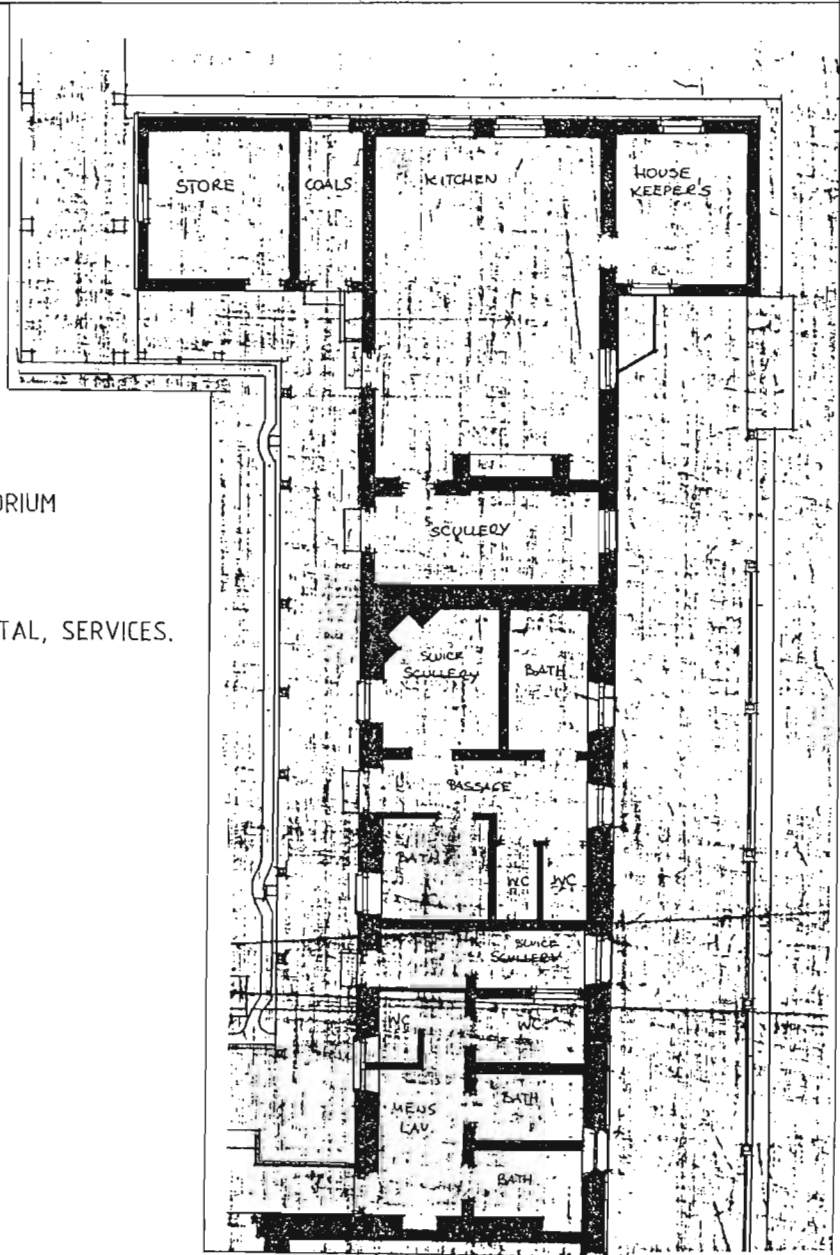 STORE
COALS
KITCHEN
HOUSE
KEEPERS
ORIUM
SCULLERY
TAL, SERVICES.
SLUICE
SCULLERY
BATH
PASSAGE
BATH
WC
WC
SLUICE
SCULLERY
WC
WC
MENS
LAV.
BATH
BATH